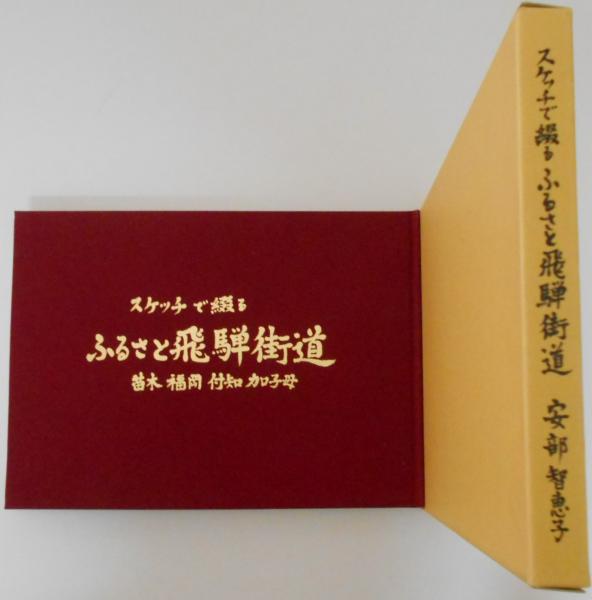 スケッチで綴る
ふるさと飛騨街道
苗木 福岡 付知 加子母
スケッチで綴る ふるさと飛騨街道 安部智恵子